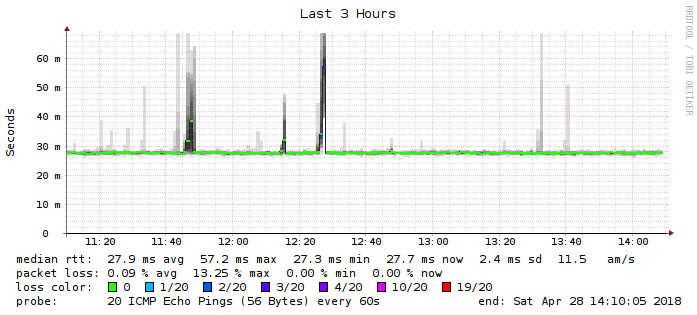 Last 3 Hours
RRDTOOL / TOBI OETIKER
Seconds
60 m
50 m
40 m
30 m
20 m
10 m
0
11:20 11:40 12:00 12:20 12:40 13:00 13:20 13:40 14:00
median rtt: 27.9 ms avg 57.2 ms max 27.3 ms min 27.7 ms now 2.4 ms sd 11.5 am/s
packet loss: 0.09 % avg 13.25 % max 0.00 % min 0.00 % now
loss color: 0 1/20 2/20 3/20 4/20 10/20 19/20
probe: 20 ICMP Echo Pings (56 Bytes) every 60s end: Sat Apr 28 14:10:05 2018